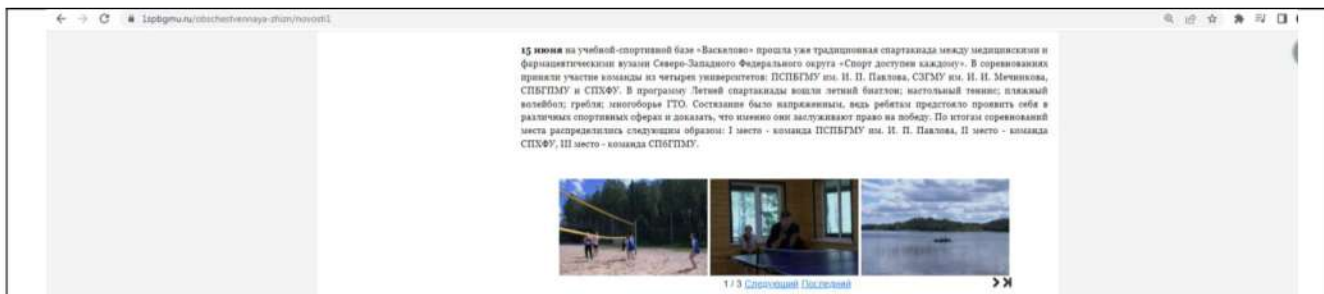 1spbgmu.ru/obschestvennaya-zhizn/novosti1
15 июня на учебной-спортивной базе «Васкелово» прошла уже традиционная спартакиада между медицинскими и
фармацевтическими вузами Северо-Западного Федерального округа «Спорт доступен каждому». В соревнованиях
приняли участие команды из четырех университетов: ПСПБГМУ им. И. П. Павлова, СЗГМУ им. И. И. Мечникова,
СПБГПМУ и СПХФУ. В программу Летней спартакиады вошли летний биатлон; настольный теннис; пляжный
волейбол; гребля; многоборье ГТО. Состязание было напряженным, ведь ребятам предстояло проявить себя в
различных спортивных сферах и доказать, что именно они заслуживают право на победу. По итогам соревнований
места распределились следующим образом: I место - команда ПСПБГМУ им. И. П. Павлова, II место - команда
СПХФУ, III место - команда СПбГПМУ.
1 / 3 Следующий Последний